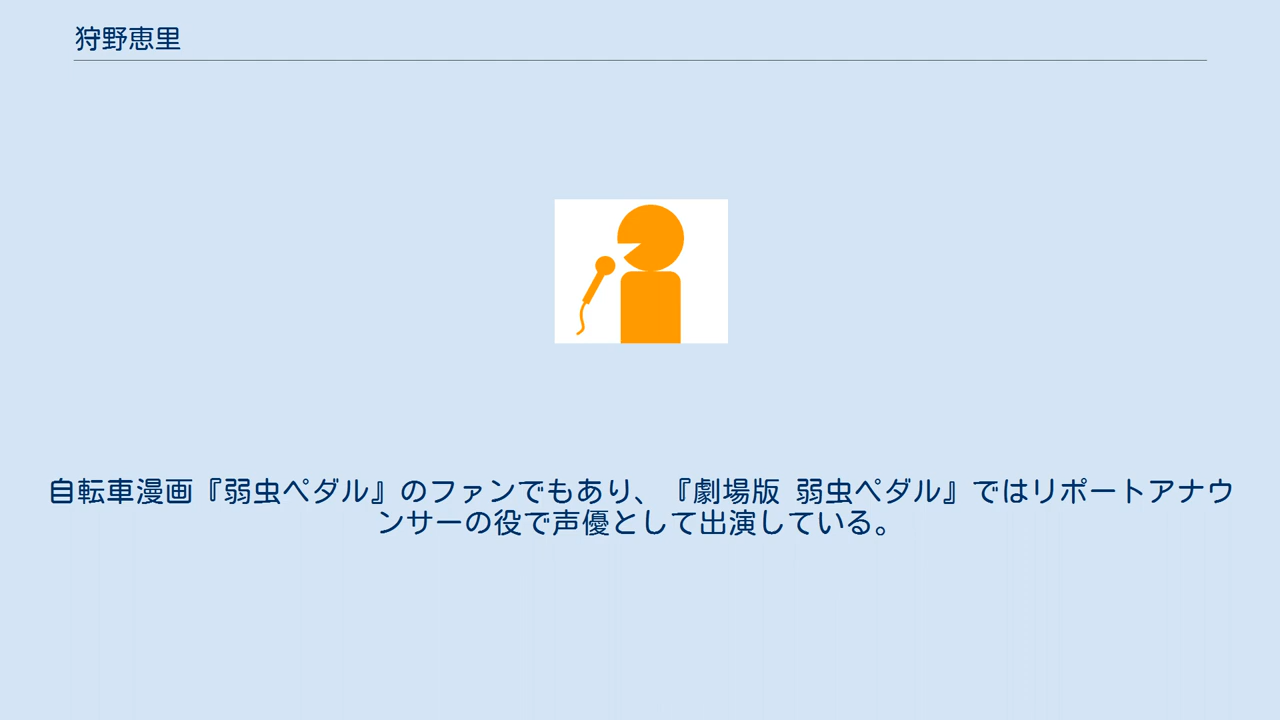 狩野恵里
自転車漫画『弱虫ペダル』のファンでもあり、『劇場版 弱虫ペダル』ではリポートアナウ
ンサーの役で声優として出演している。